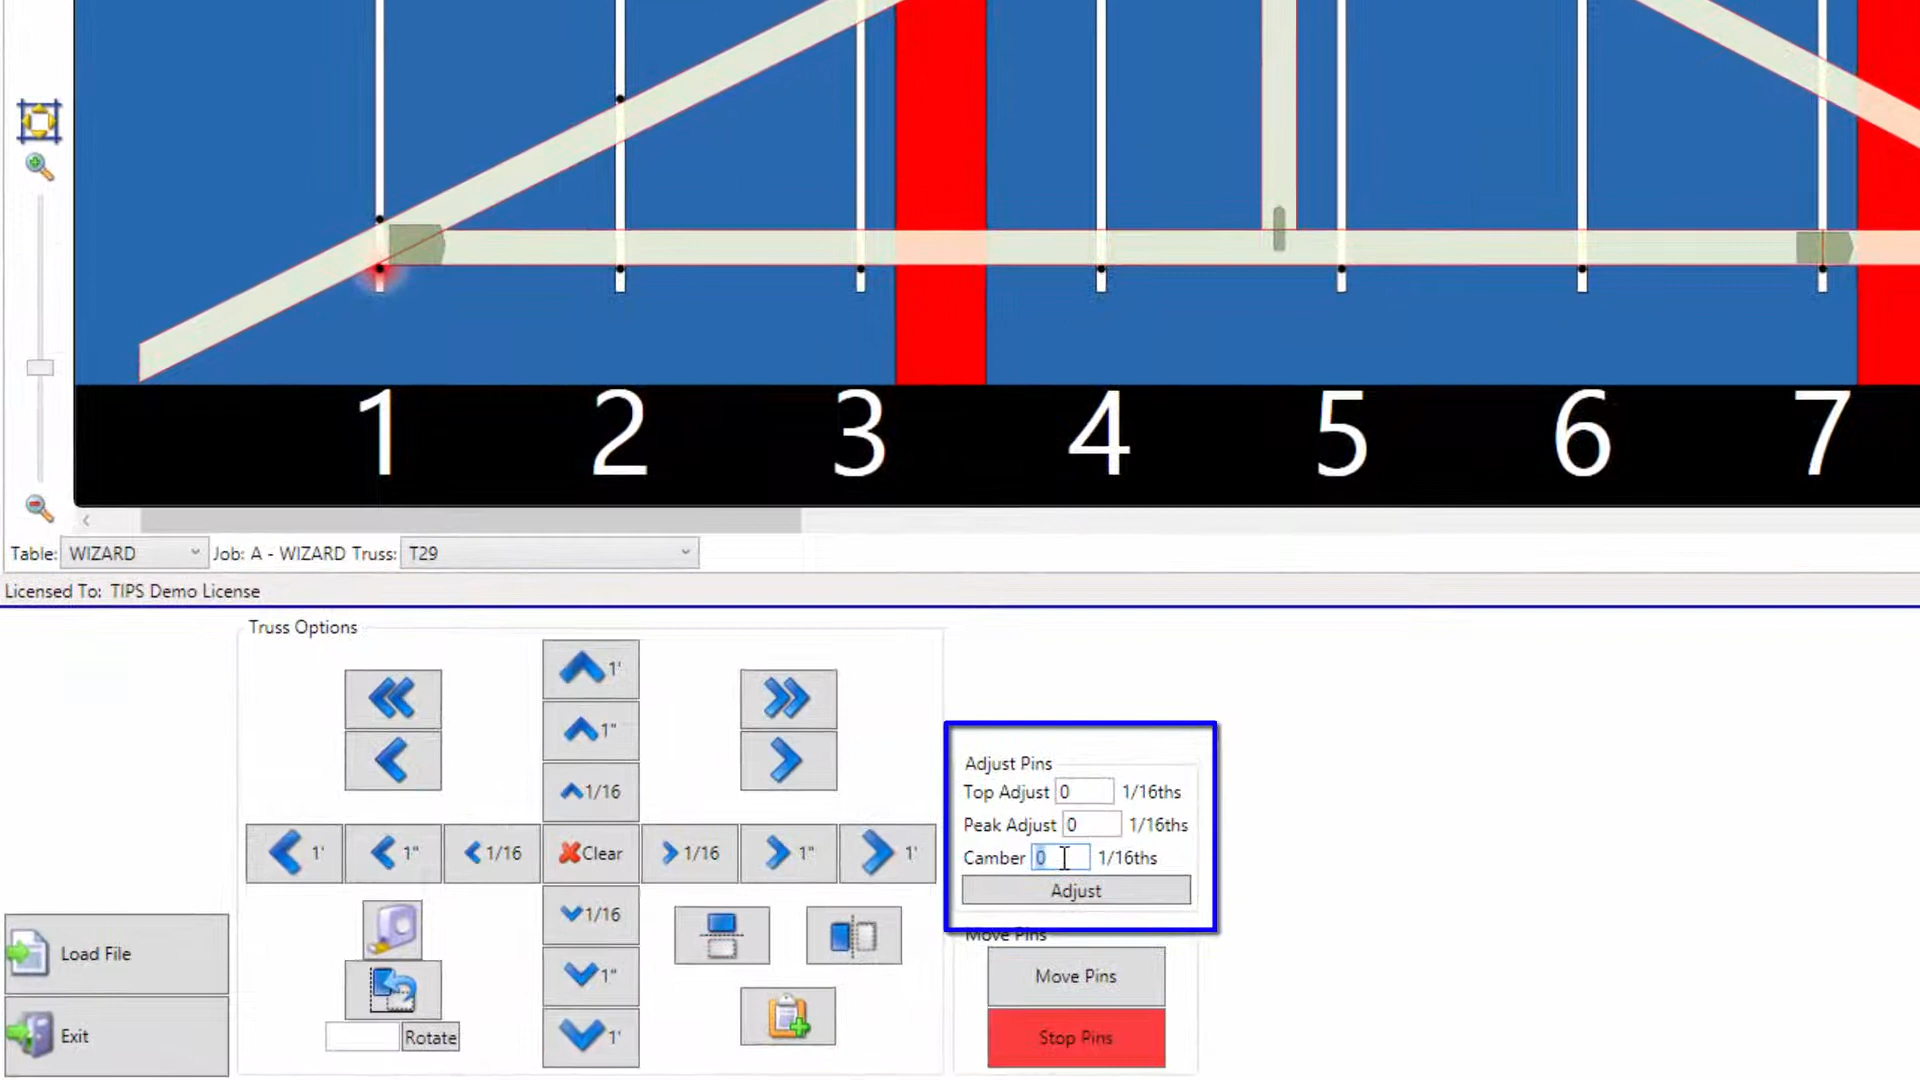 1 2 3 4 5 6 7
Table: WIZARD Job: A - WIZARD Truss: T29
Licensed To: TIPS Demo License
Truss Options
1'
1"
1/16
1' 1" 1/16 Clear 1/16 1" 1'
1/16
1"
1'
Rotate
Load File
Exit
Adjust Pins
Top Adjust 0 1/16ths
Peak Adjust 0 1/16ths
Camber 0 1/16ths
Adjust
Move Pins
Move Pins
Stop Pins